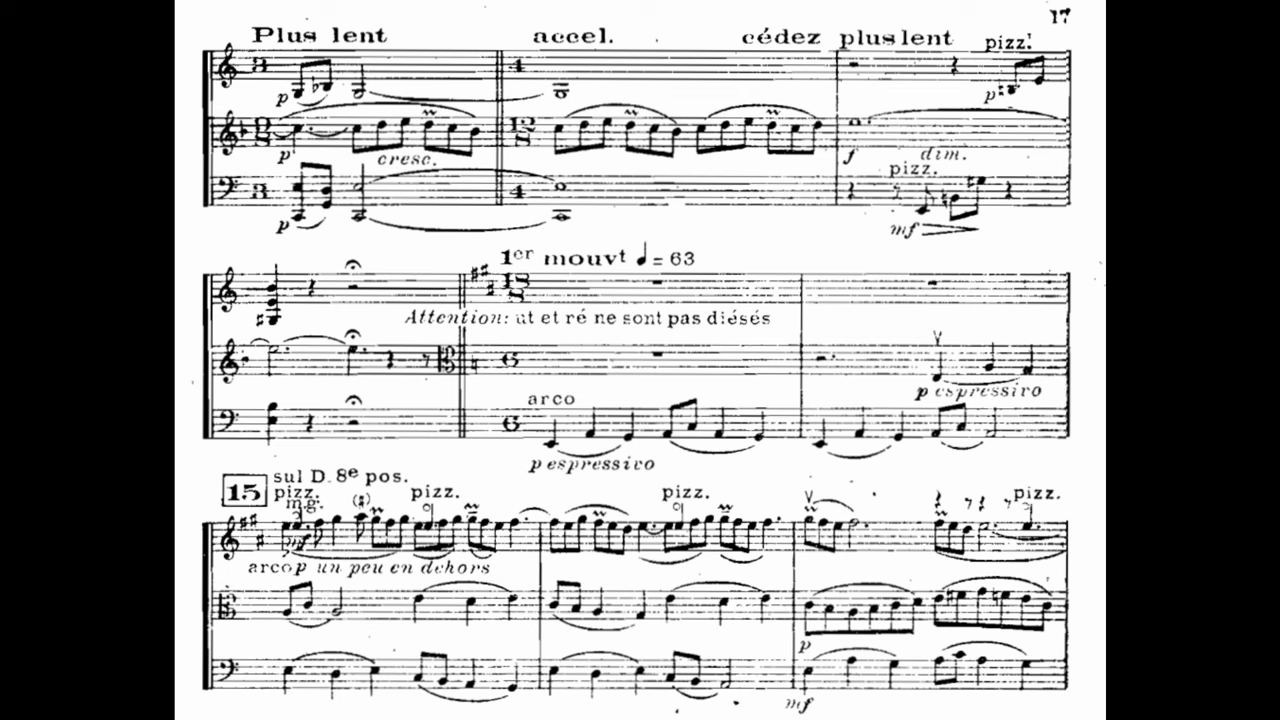 17
Plus lent accel. cédez plus lent pizz.
p p
p cresc. f dim.
pizz.
p mf
1er mouvt ♩ = 63
Attention: ut et ré ne sont pas diésés
p espressivo
arco
p espressivo
15 sul D 8e pos.
pizz. pizz. pizz. pizz.
m.g.
mf
arco p un peu en dehors
p
mf